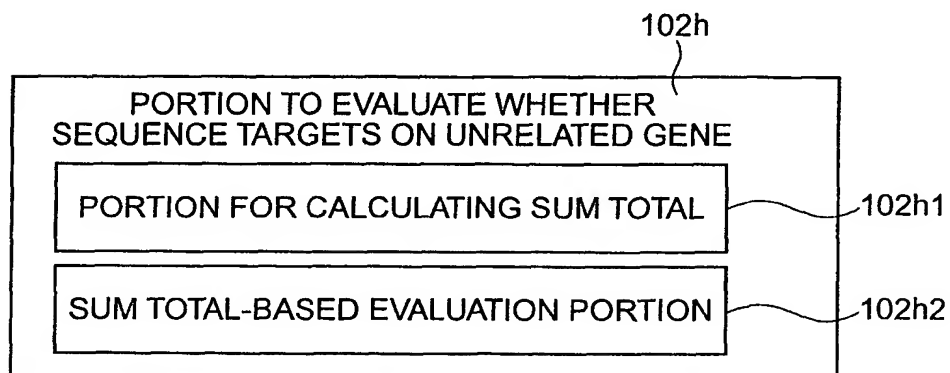 102h
PORTION TO EVALUATE WHETHER
SEQUENCE TARGETS ON UNRELATED GENE
PORTION FOR CALCULATING SUM TOTAL
102h1
SUM TOTAL-BASED EVALUATION PORTION
102h2